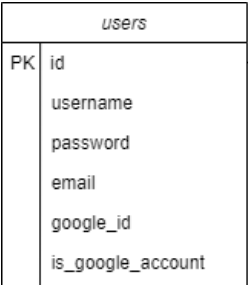 users
PK id
username
password
email
google_id
is_google_account